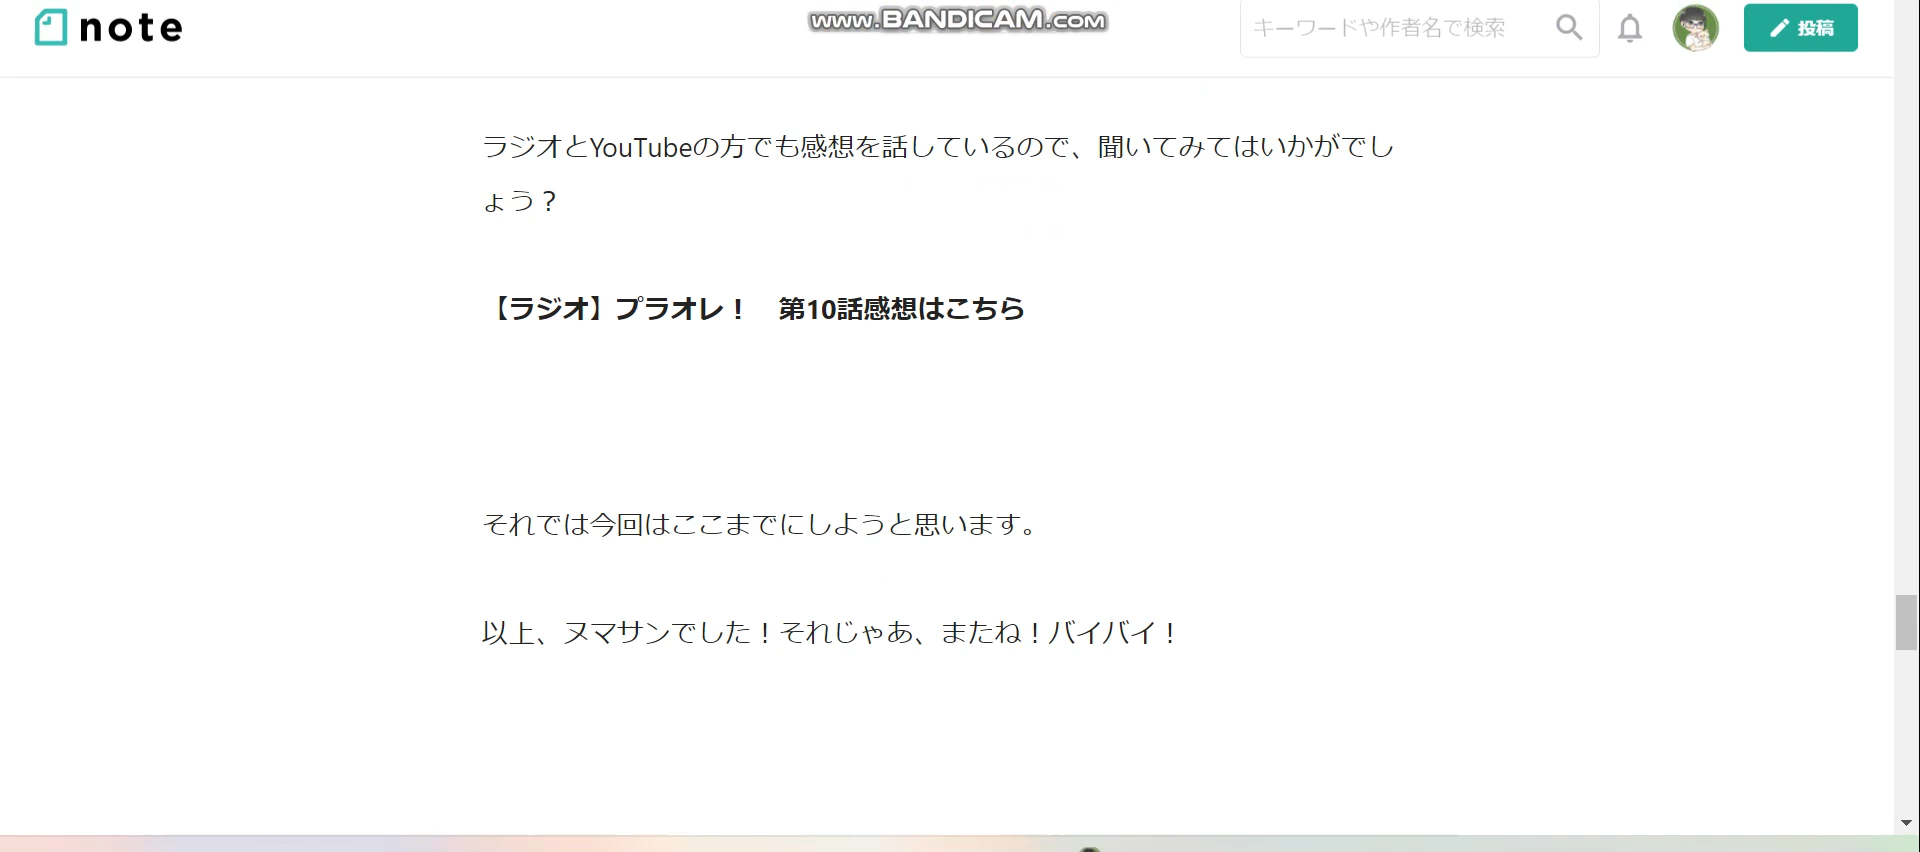 note
www.BANDICAM.com
キーワードや作者名で検索
投稿
ラジオとYouTubeの方でも感想を話しているので、聞いてみてはいかがでし
ょう？
【ラジオ】プラオレ！　第10話感想はこちら
それでは今回はここまでにしようと思います。
以上、ヌマサンでした！それじゃあ、またね！バイバイ！